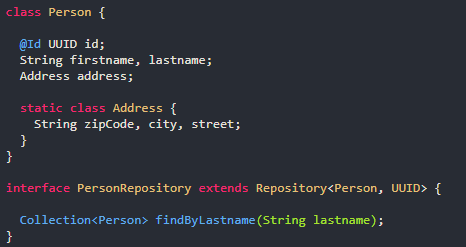 class Person {
@Id UUID id;
String firstname, lastname;
Address address;
static class Address {
String zipCode, city, street;
}
}
interface PersonRepository extends Repository<Person, UUID> {
Collection<Person> findByLastname(String lastname);
}